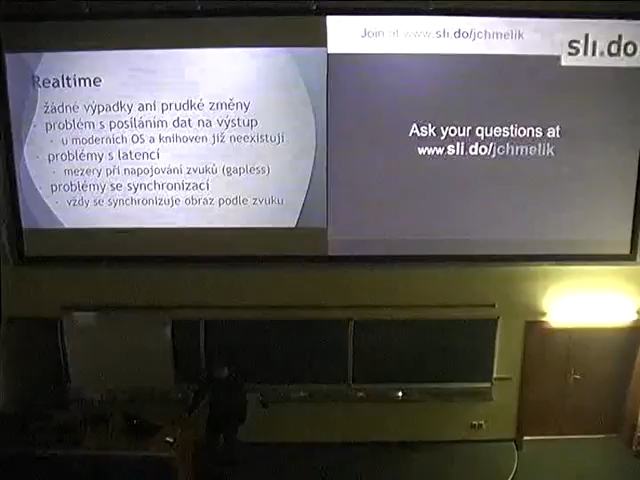 Realtime
žádné výpadky ani prudké změny
problém s posíláním dat na výstup
u moderních OS a knihoven již neexistují
problémy s latencí
mezery při napojování zvuků (gapless)
problémy se synchronizací
vždy se synchronizuje obraz podle zvuku
Join at www.sli.do/jchmelik
sli.do
Ask your questions at
www.sli.do/jchmelik